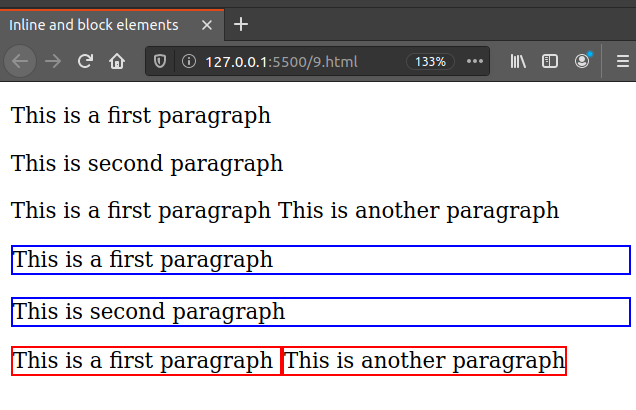 Inline and block elements
127.0.0.1:5500/9.html 133%
This is a first paragraph
This is second paragraph
This is a first paragraph This is another paragraph
This is a first paragraph
This is second paragraph
This is a first paragraph This is another paragraph